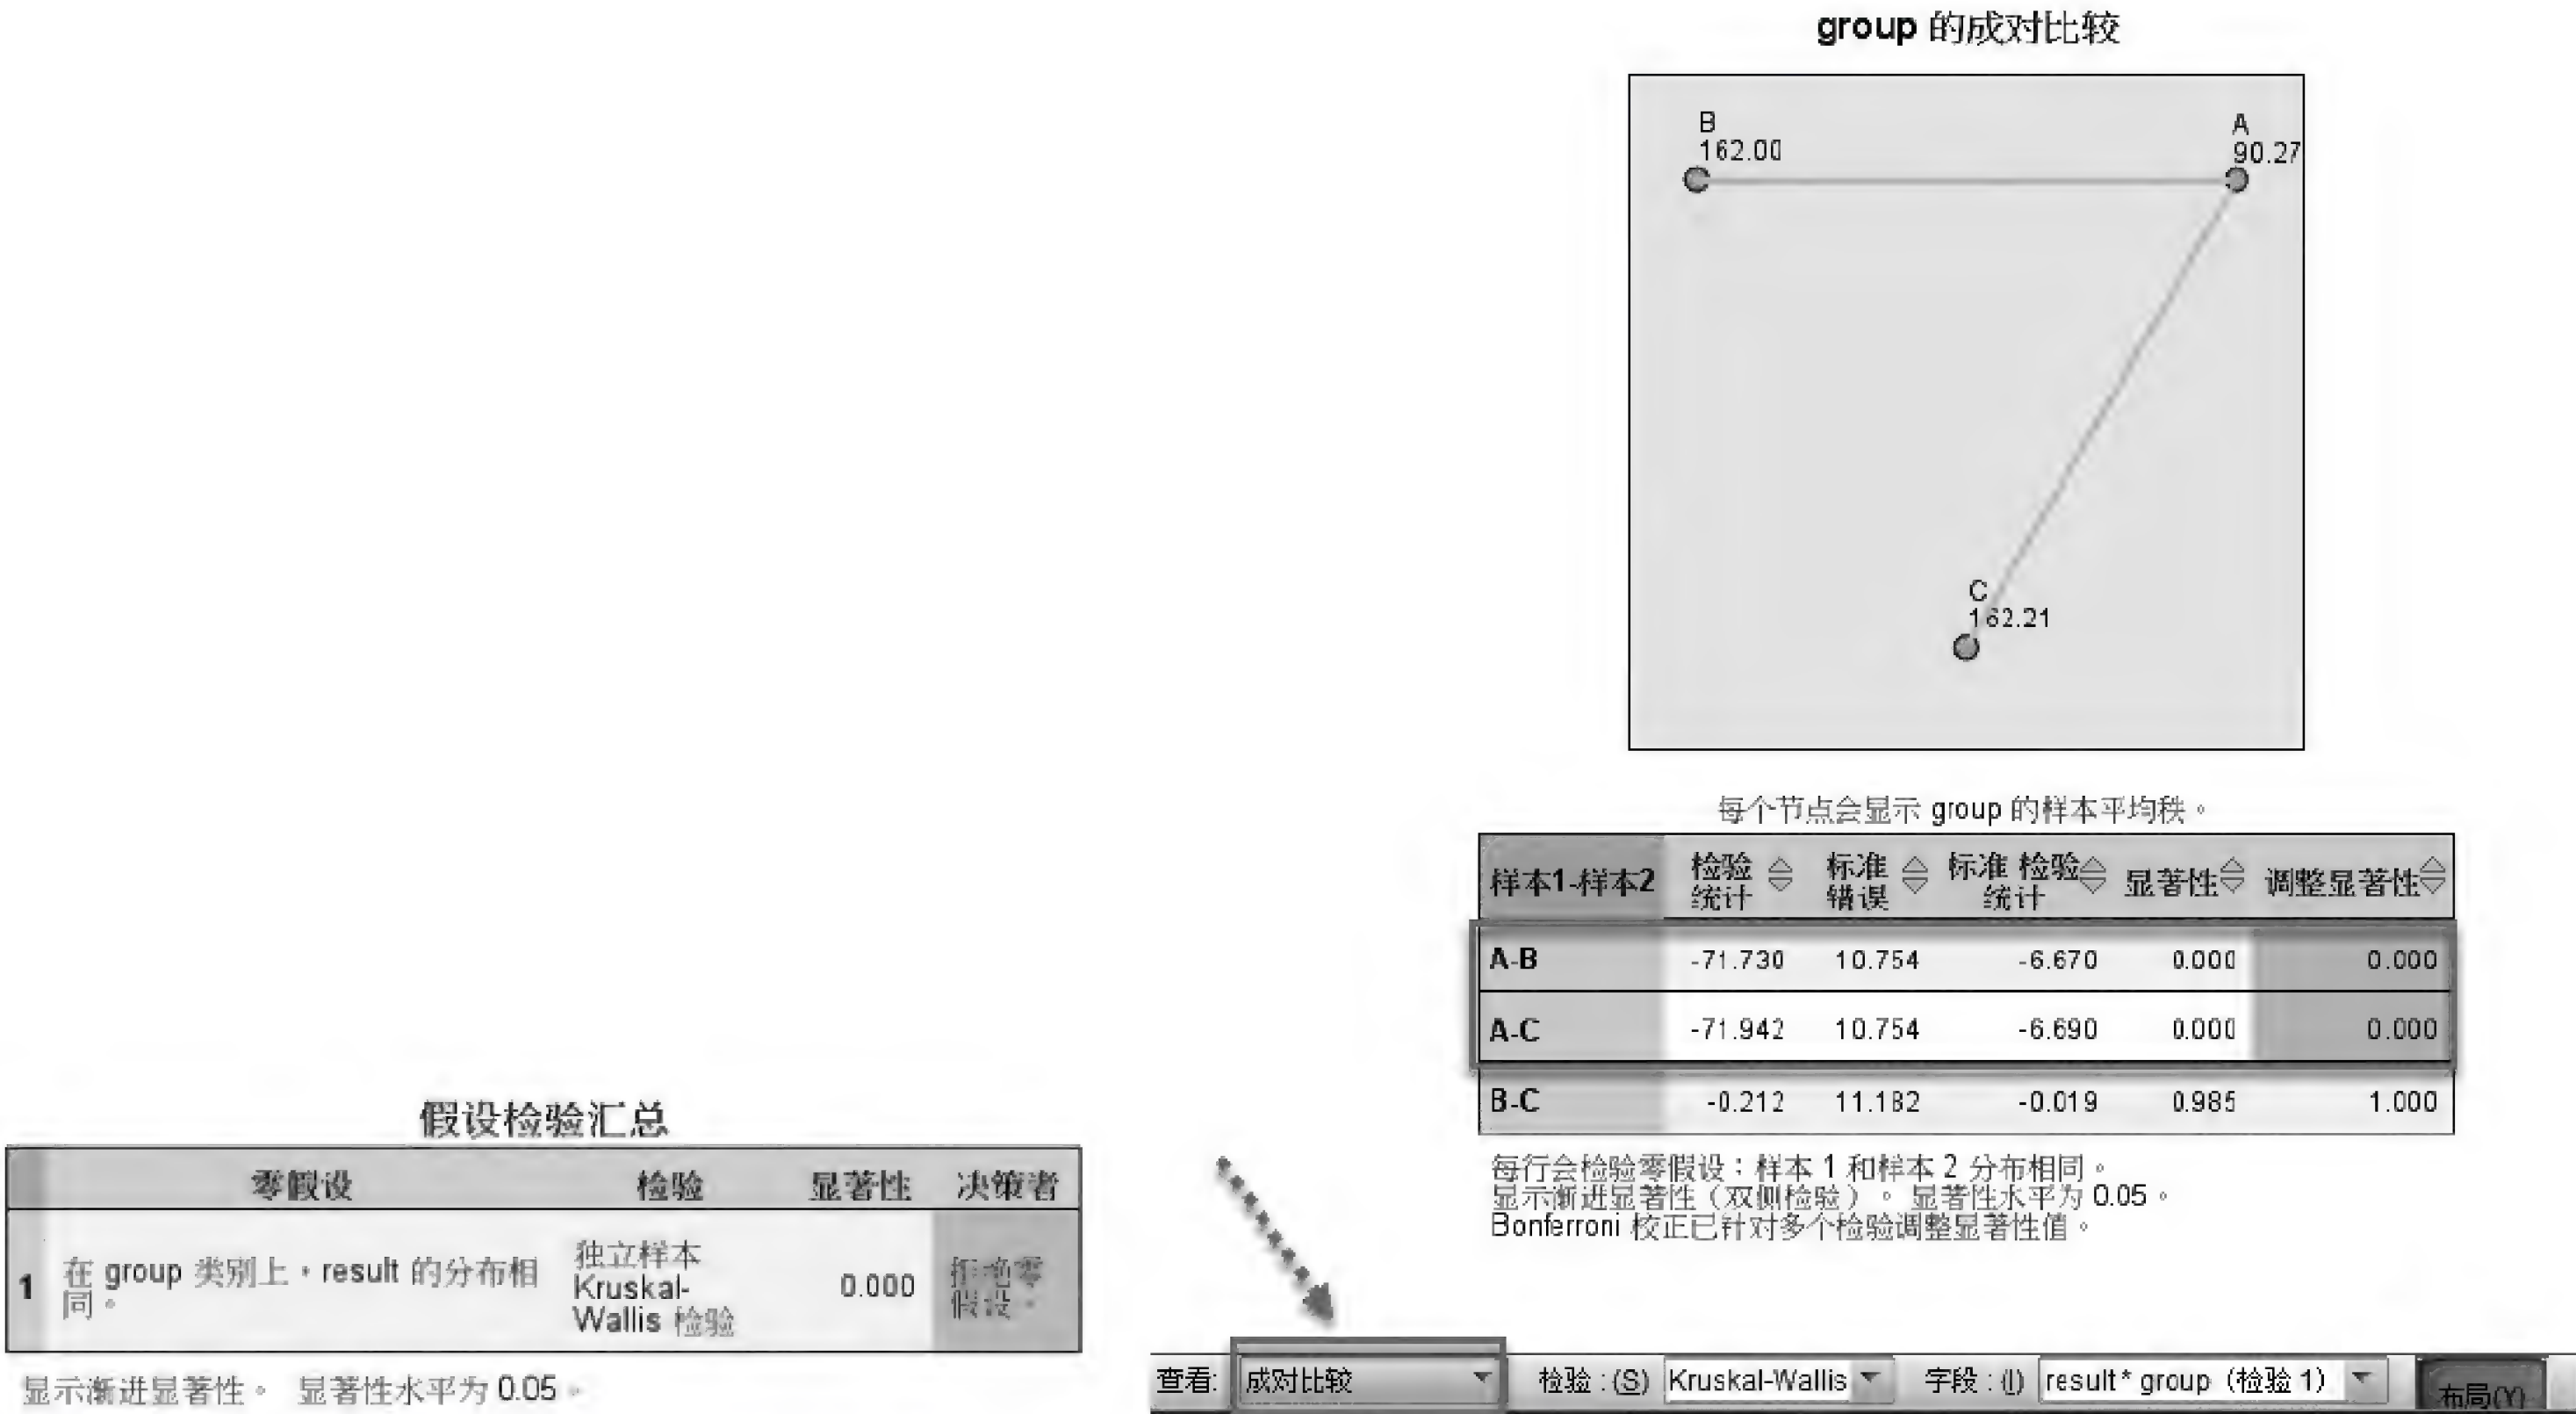 group 的成对比较
B
162.00
A
90.27
C
162.21
每个节点会显示 group 的样本平均秩。
样本1-样本2 检验统计 标准错误 标准 检验统计 显著性 调整显著性
A-B -71.730 10.754 -6.670 0.000 0.000
A-C -71.942 10.754 -6.690 0.000 0.000
B-C -0.212 11.182 -0.019 0.985 1.000
每行会检验零假设：样本 1 和样本 2 分布相同。
显示渐进显著性（双侧检验）。 显著性水平为 0.05。
Bonferroni 校正已针对多个检验调整显著性值。
假设检验汇总
零假设 检验 显著性 决策者
1 在 group 类别上，result 的分布相同。 独立样本 Kruskal-Wallis 检验 0.000 拒绝零假设。
显示渐进显著性。 显著性水平为 0.05。
查看: 成对比较 检验：(S) Kruskal-Wallis 字段：(I) result* group（检验 1） 布局(Y)